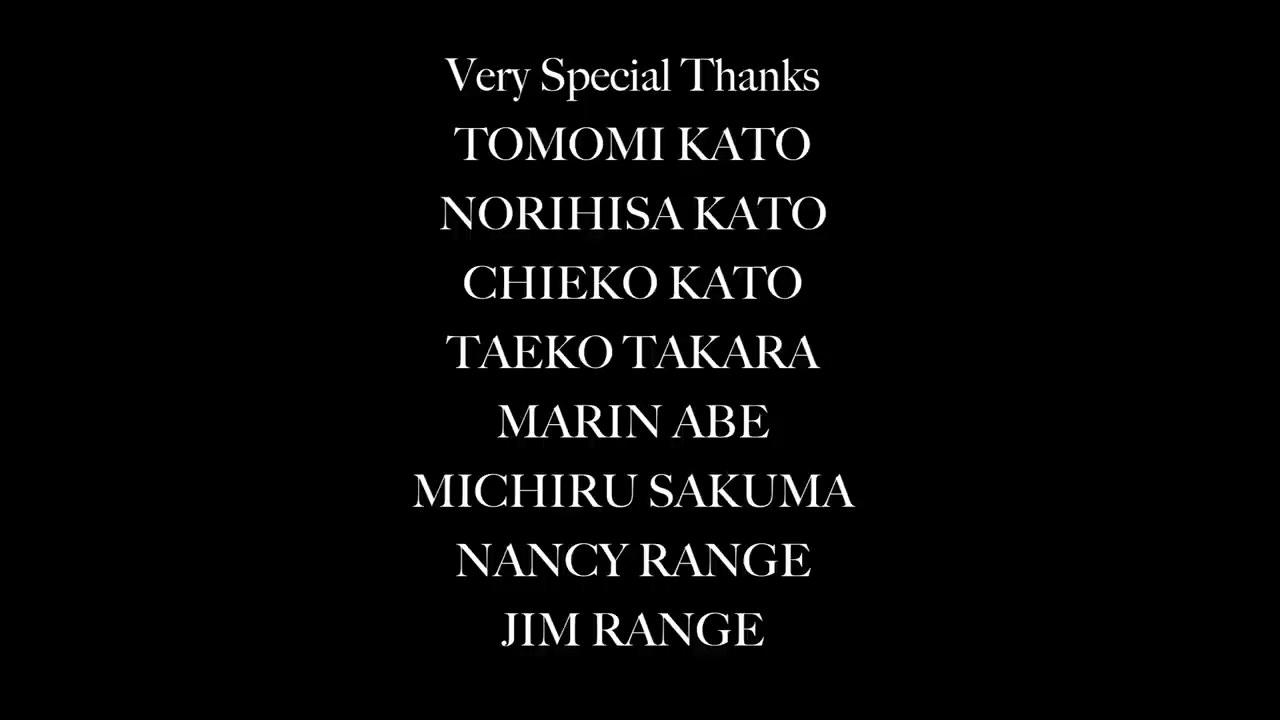 Very Special Thanks
TOMOMI KATO
NORIHISA KATO
CHIEKO KATO
TAEKO TAKARA
MARIN ABE
MICHIRU SAKUMA
NANCY RANGE
JIM RANGE